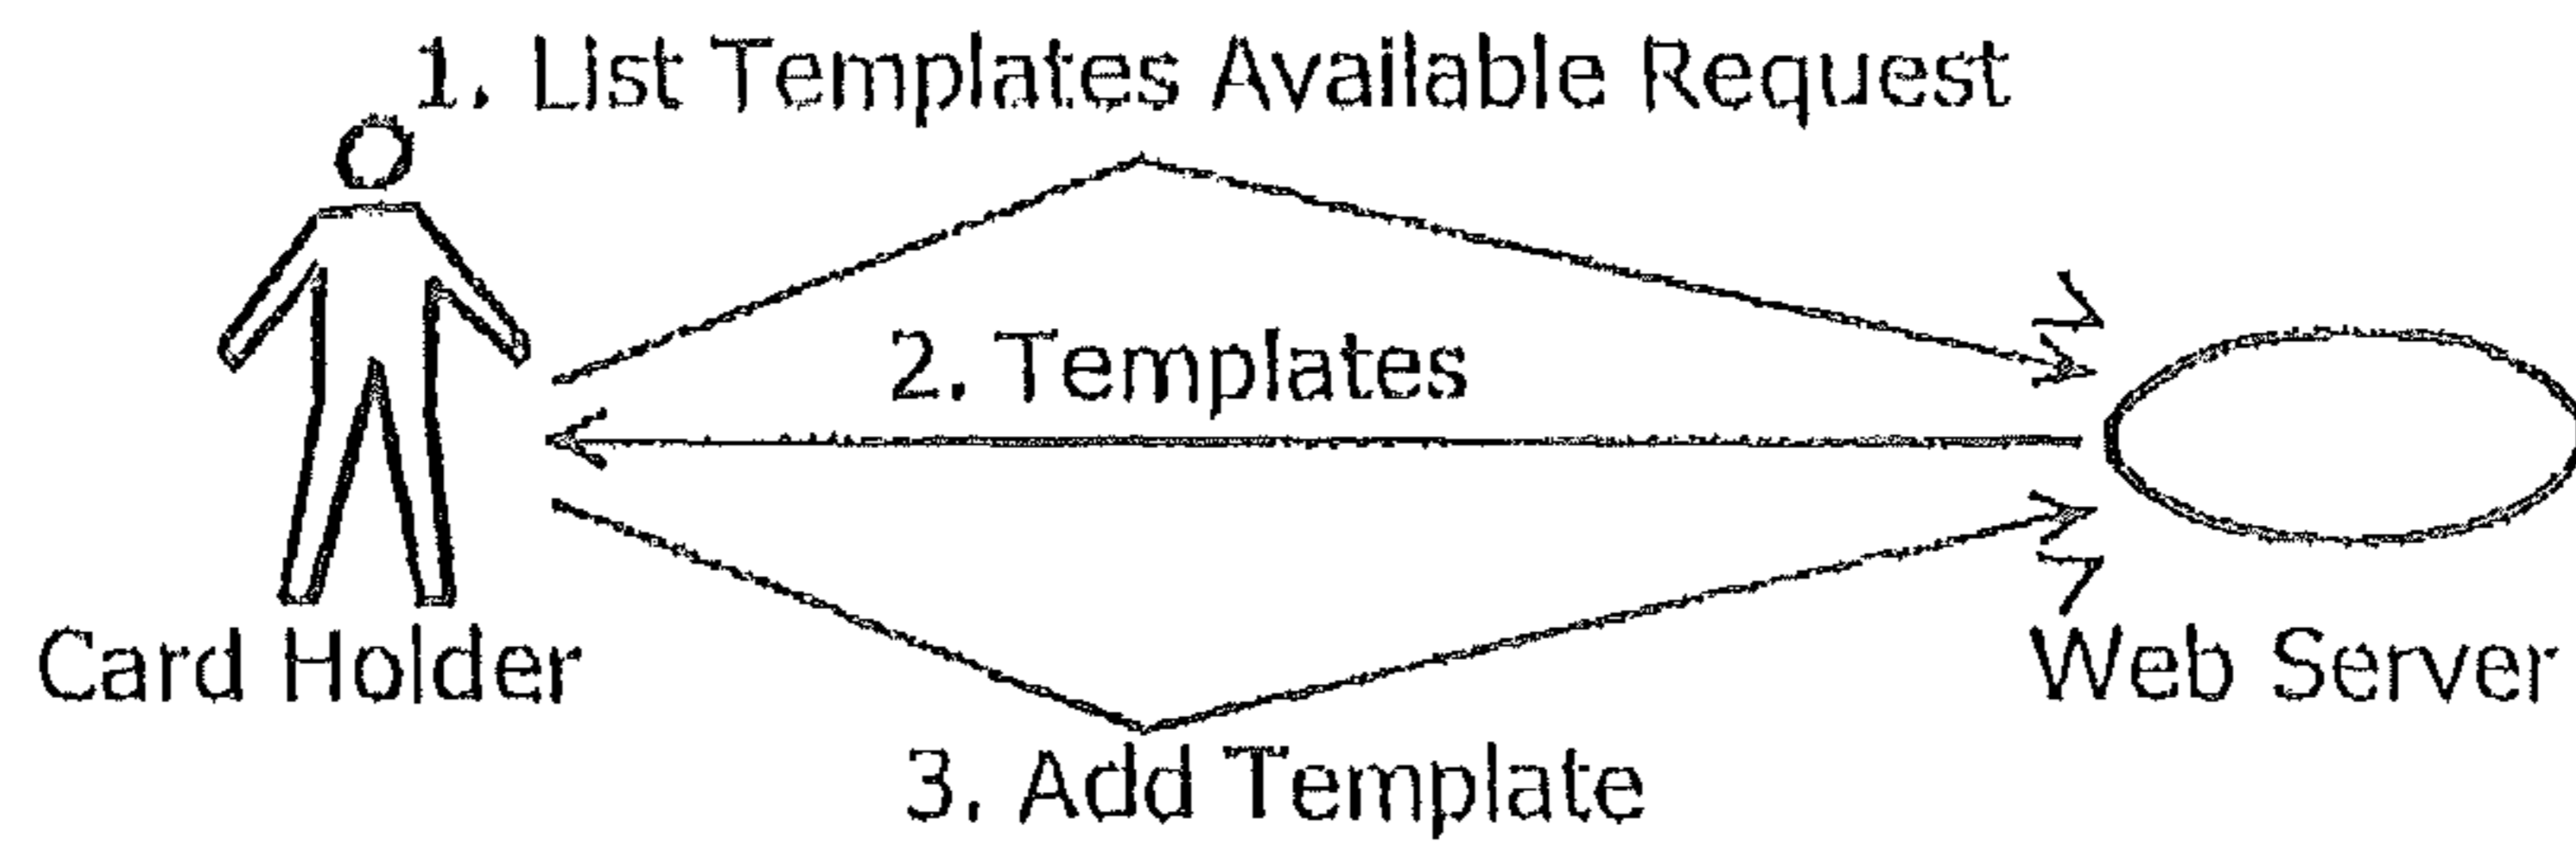 1. List Templates Available Request
2. Templates
Card Holder
Web Server
3. Add Template